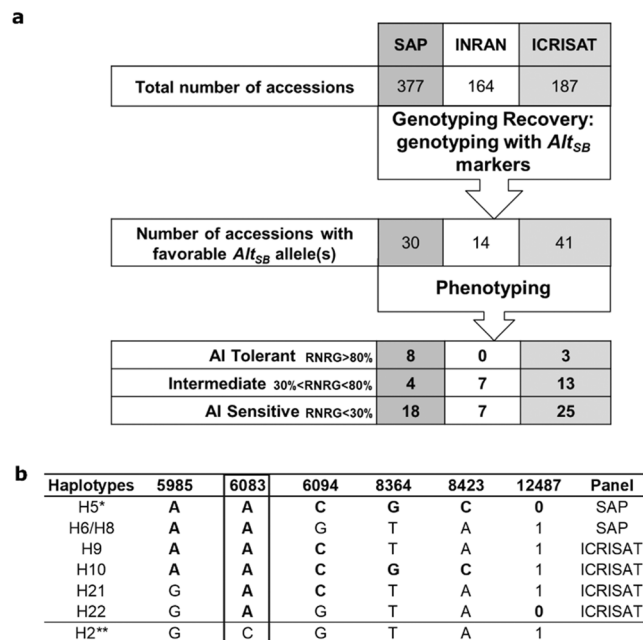 a
SAP INRAN ICRISAT
Total number of accessions 377 164 187
Genotyping Recovery:
genotyping with AltSB
markers
Number of accessions with
favorable AltSB allele(s) 30 14 41
Phenotyping
Al Tolerant RNRG>80% 8 0 3
Intermediate 30%<RNRG<80% 4 7 13
Al Sensitive RNRG<30% 18 7 25
b
Haplotypes 5985 6083 6094 8364 8423 12487 Panel
H5* A A C G C 0 SAP
H6/H8 A A G T A 1 SAP
H9 A A C T A 1 ICRISAT
H10 A A C G C 1 ICRISAT
H21 G A C T A 1 ICRISAT
H22 G A G T A 0 ICRISAT
H2** G C G T A 1